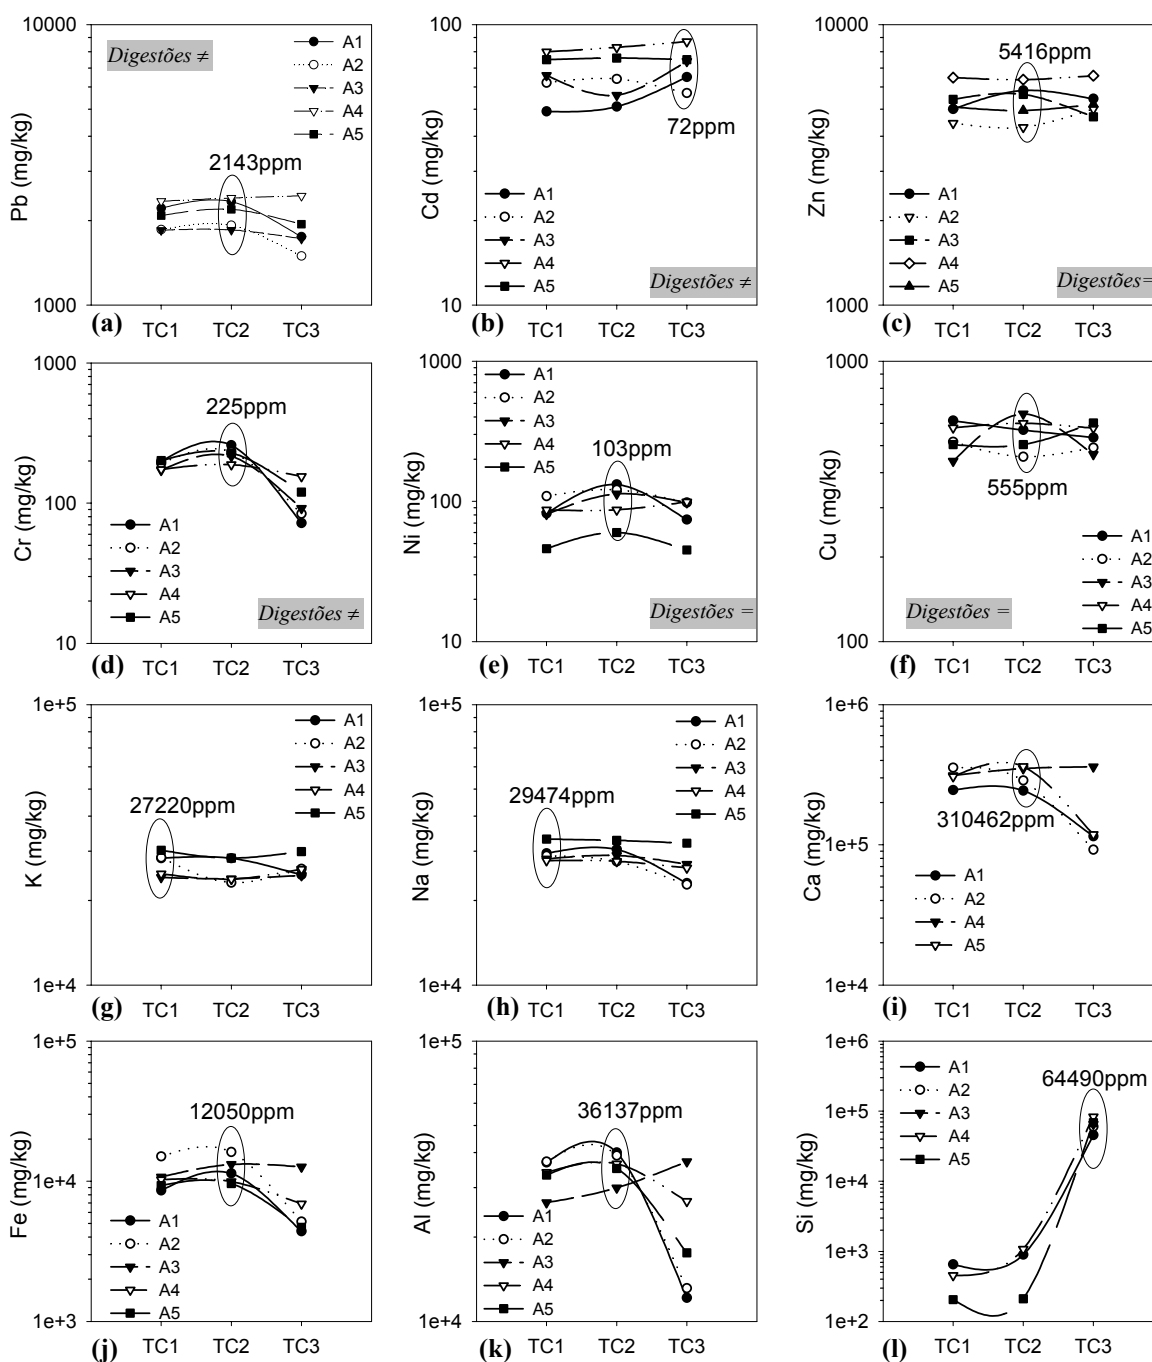 10000
Digestões ≠
A1
A2
A3
A4
A5
2143ppm
Pb (mg/kg)
1000
(a)
TC1
TC2
TC3
100
72ppm
Cd (mg/kg)
A1
A2
A3
A4
A5
Digestões ≠
10
(b)
TC1
TC2
TC3
10000
5416ppm
Zn (mg/kg)
A1
A2
A3
A4
A5
Digestões=
1000
(c)
TC1
TC2
TC3
1000
225ppm
Cr (mg/kg)
100
A1
A2
A3
A4
A5
Digestões ≠
10
(d)
TC1
TC2
TC3
1000
A1
A2
A3
A4
A5
103ppm
Ni (mg/kg)
100
Digestões =
10
(e)
TC1
TC2
TC3
1000
555ppm
Cu (mg/kg)
A1
A2
A3
A4
A5
Digestões =
100
(f)
TC1
TC2
TC3
1e+5
A1
A2
A3
A4
A5
27220ppm
K (mg/kg)
1e+4
(g)
TC1
TC2
TC3
1e+5
A1
A2
A3
A4
A5
29474ppm
Na (mg/kg)
1e+4
(h)
TC1
TC2
TC3
1e+6
310462ppm
Ca (mg/kg)
1e+5
A1
A2
A4
A5
1e+4
(i)
TC1
TC2
TC3
1e+5
12050ppm
Fe (mg/kg)
1e+4
A1
A2
A3
A4
A5
1e+3
(j)
TC1
TC2
TC3
1e+5
36137ppm
Al (mg/kg)
A1
A2
A3
A4
A5
1e+4
(k)
TC1
TC2
TC3
1e+6
A1
A2
A3
A4
A5
64490ppm
Si (mg/kg)
1e+5
1e+4
1e+3
1e+2
(l)
TC1
TC2
TC3